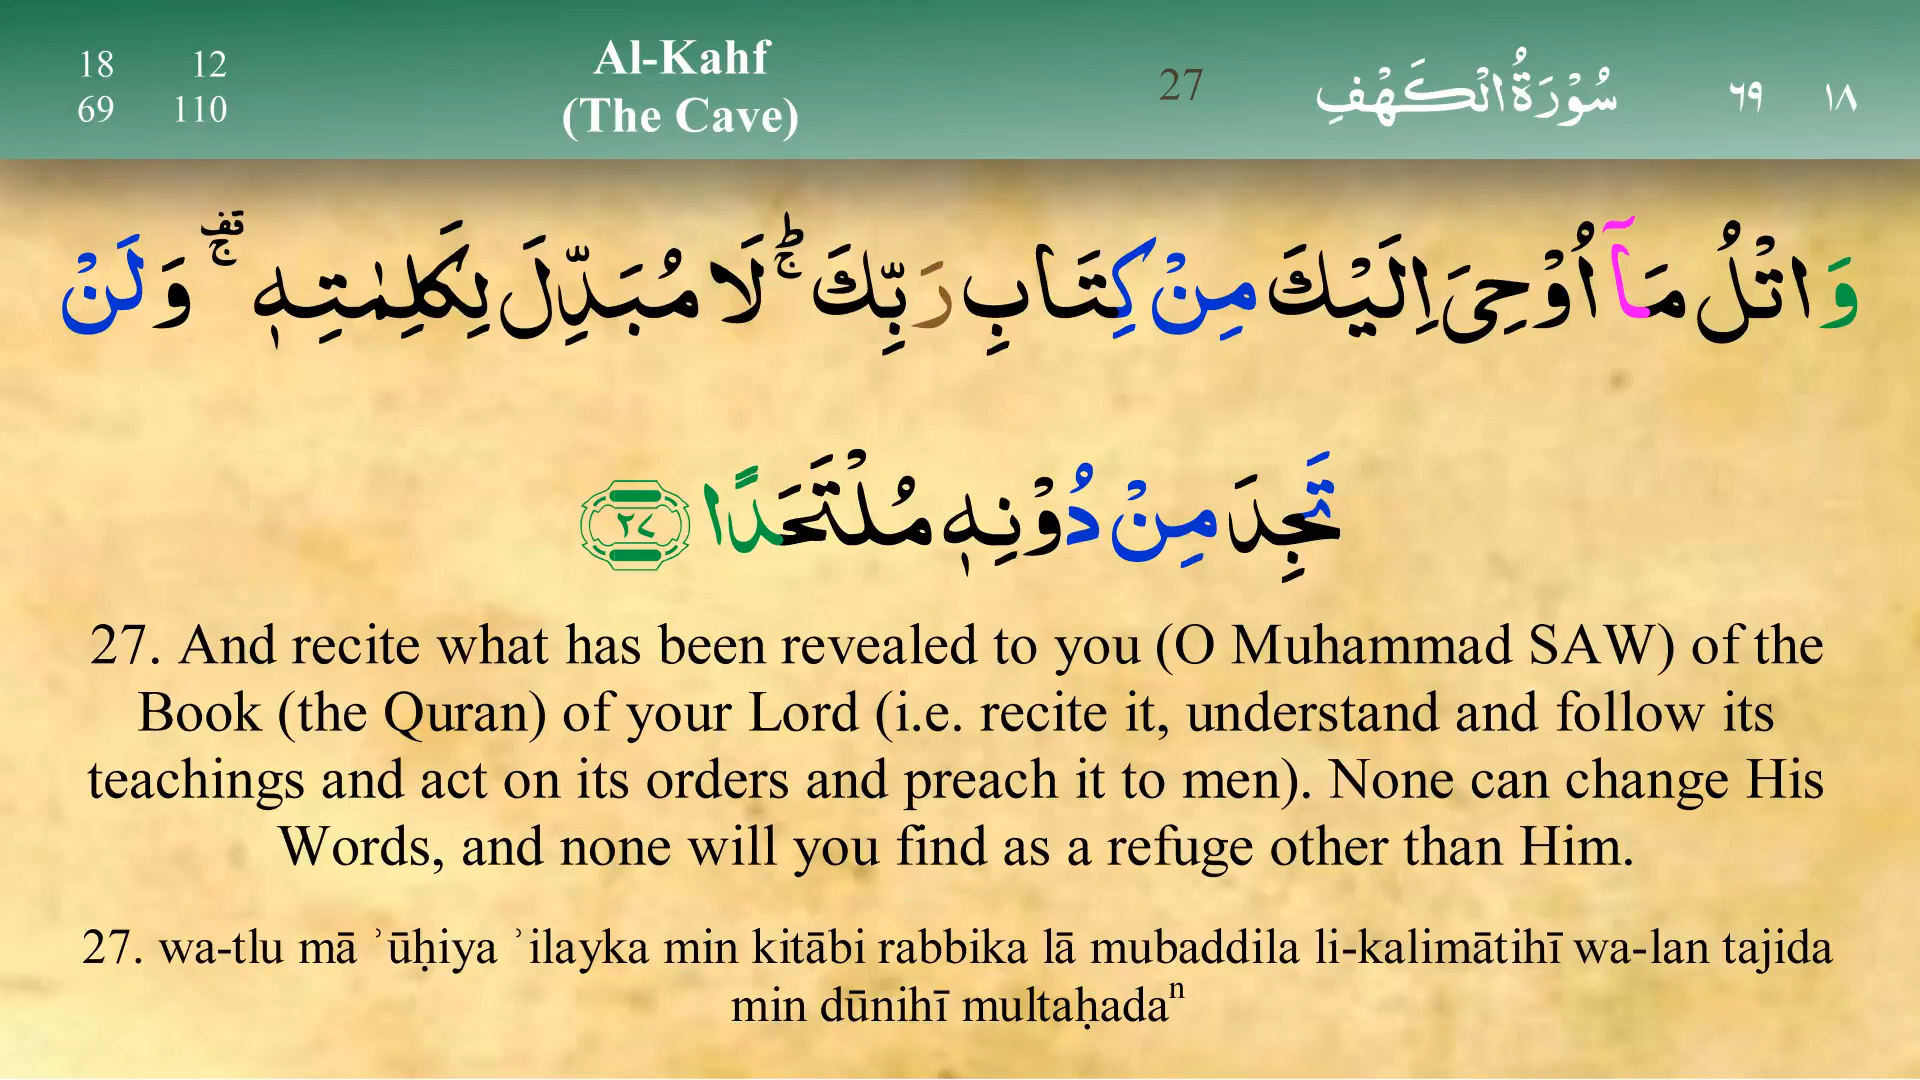 18 12
69 110
Al-Kahf
(The Cave)
27
سُوْرَةُ الْكَهْفِ ٦٩ ١٨
وَاتْلُ مَآ اُوْحِیَ اِلَیْكَ مِنْ كِتَابِ رَبِّكَ ؕۚ لَا مُبَدِّلَ لِكَلِمٰتِهٖ ۚ۫ وَلَنْ
تَجِدَ مِنْ دُوْنِهٖ مُلْتَحَدًا ٢٧
27. And recite what has been revealed to you (O Muhammad SAW) of the
Book (the Quran) of your Lord (i.e. recite it, understand and follow its
teachings and act on its orders and preach it to men). None can change His
Words, and none will you find as a refuge other than Him.
27. wa-tlu mā ʾūḥiya ʾilayka min kitābi rabbika lā mubaddila li-kalimātihī wa-lan tajida
min dūnihī multaḥadaⁿ